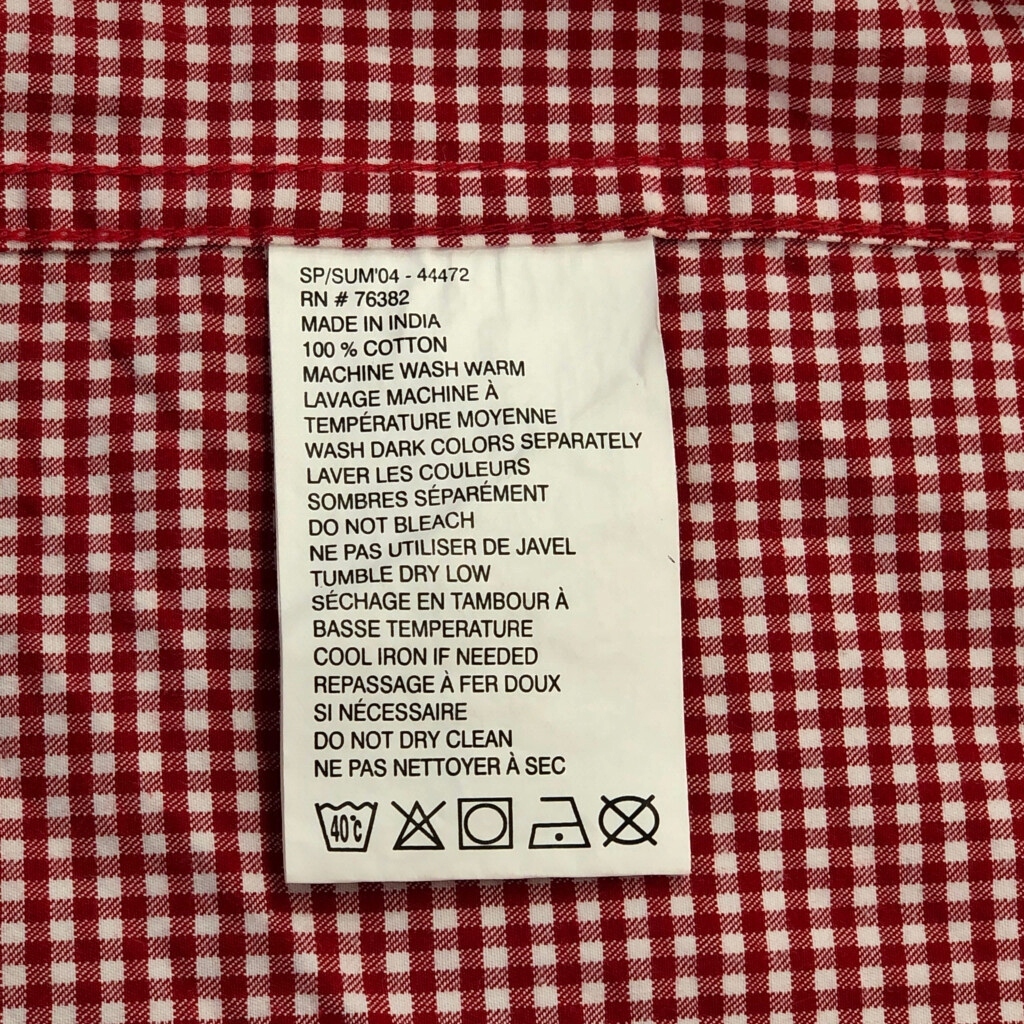 SP/SUM'04 - 44472
RN # 76382
MADE IN INDIA
100 % COTTON
MACHINE WASH WARM
LAVAGE MACHINE À
TEMPÉRATURE MOYENNE
WASH DARK COLORS SEPARATELY
LAVER LES COULEURS
SOMBRES SÉPARÉMENT
DO NOT BLEACH
NE PAS UTILISER DE JAVEL
TUMBLE DRY LOW
SÉCHAGE EN TAMBOUR À
BASSE TEMPERATURE
COOL IRON IF NEEDED
REPASSAGE À FER DOUX
SI NÉCESSAIRE
DO NOT DRY CLEAN
NE PAS NETTOYER À SEC
40°c